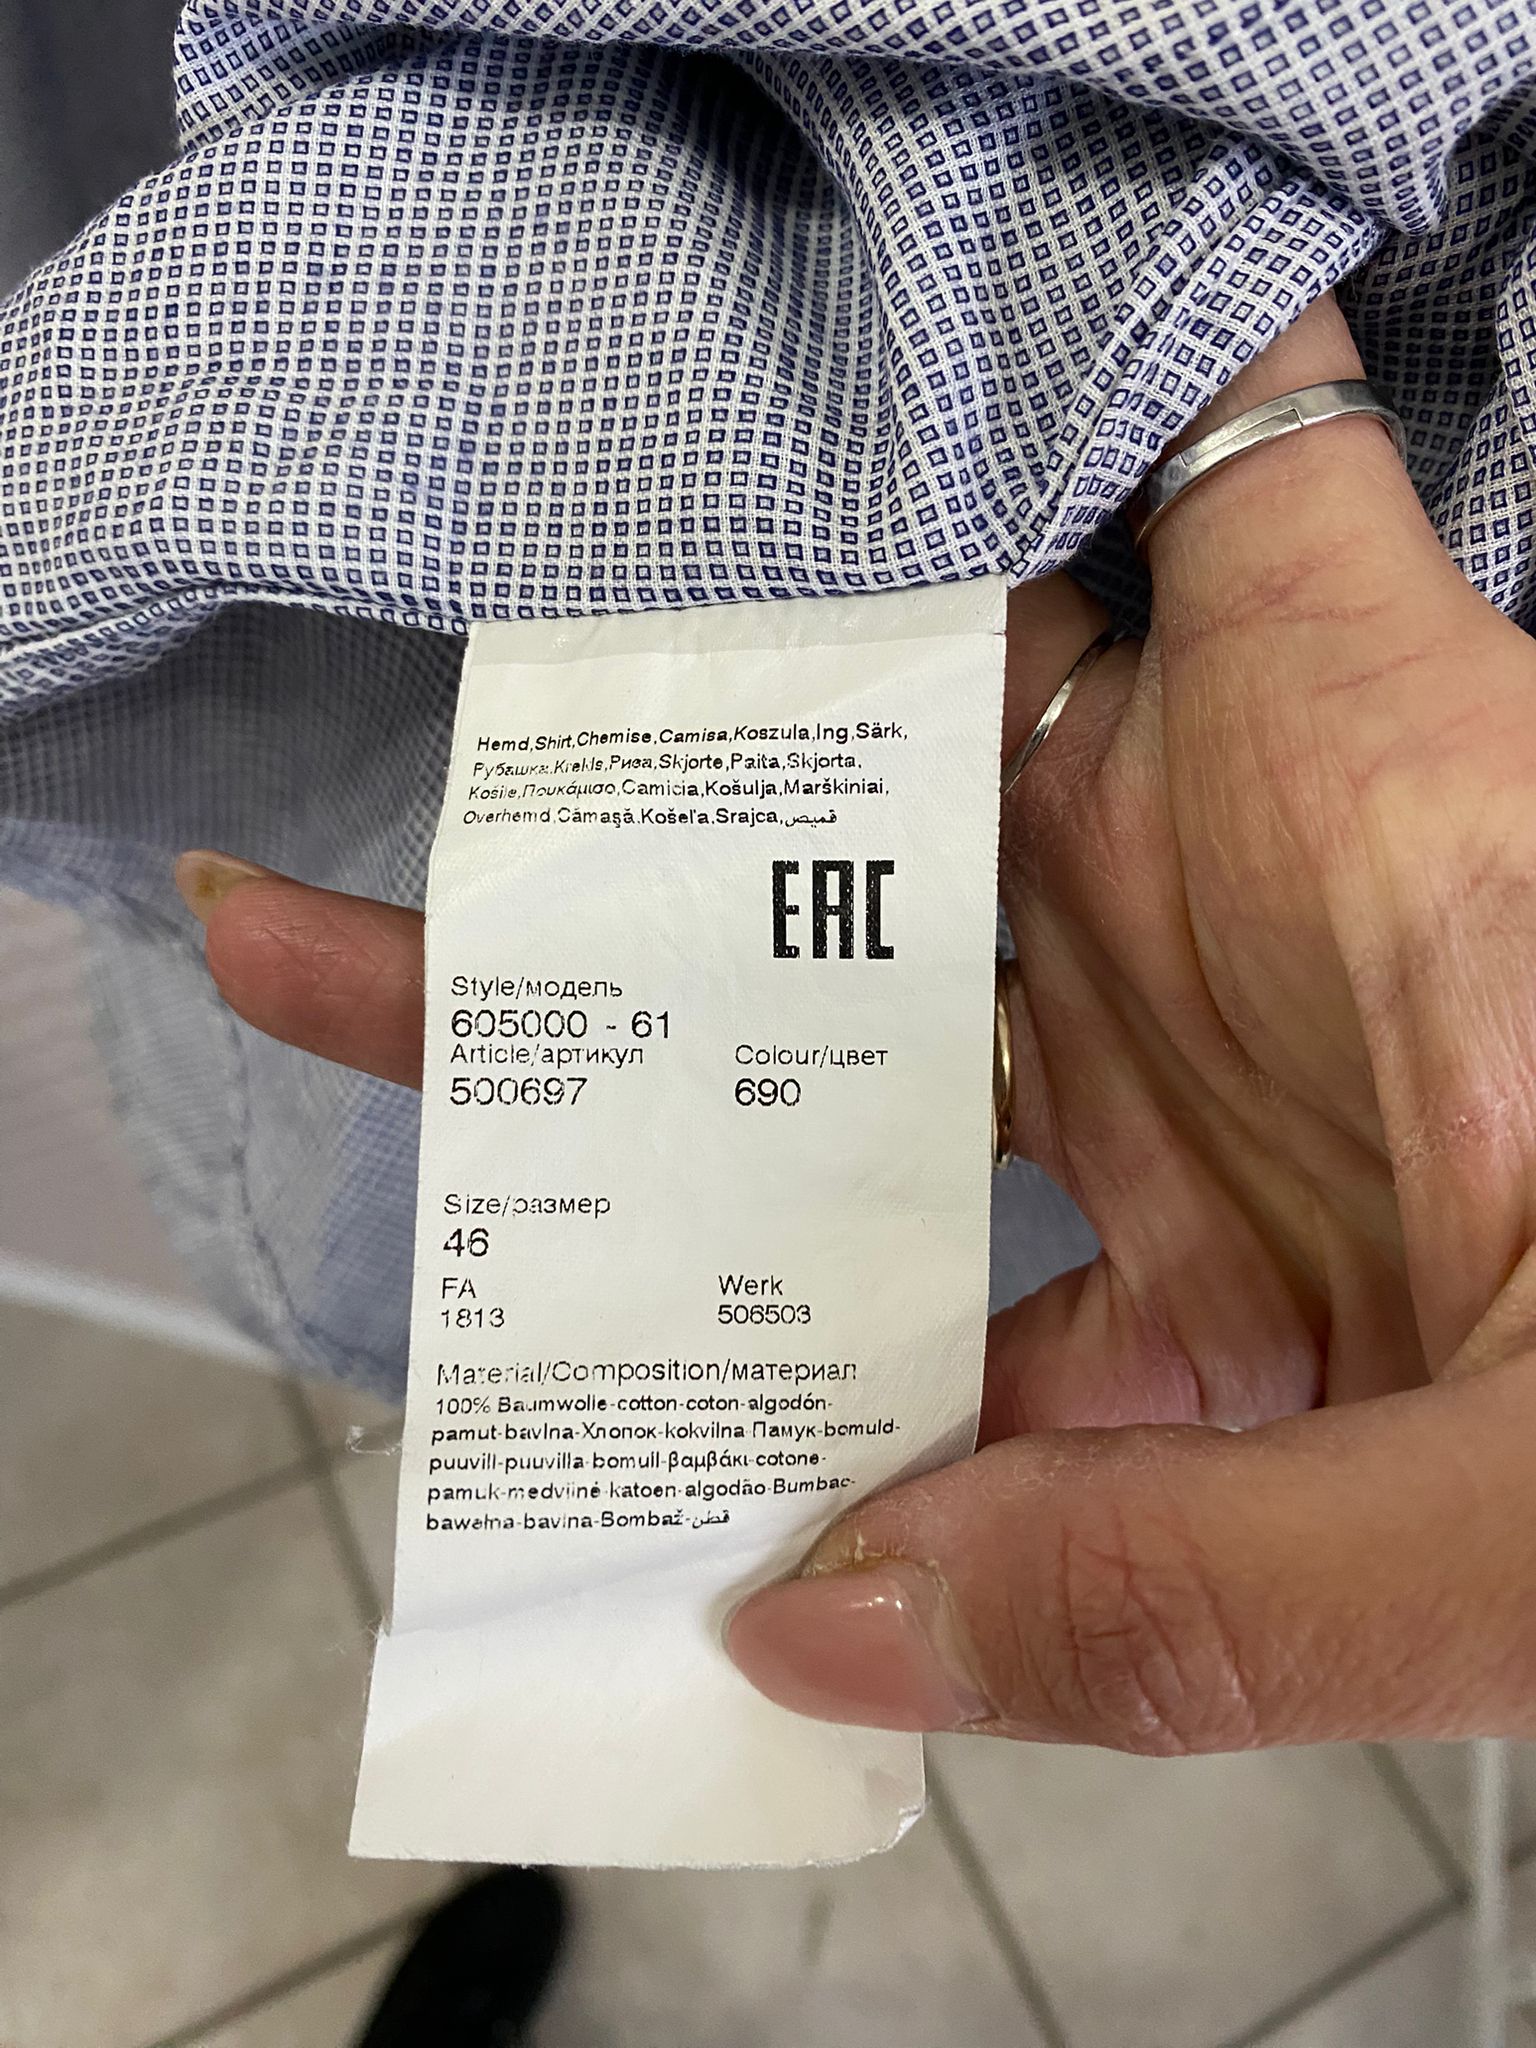 Hemd,Shirt,Chemise,Camisa,Koszula,Ing,Särk,
Рубашка,Krekls,Риза,Skjorte,Paita,Skjorta,
Košile,Πουκάμισο,Camicia,Košulja,Marškiniai,
Overhemd,Cămaşă,Košel'a,Srajca,قميص
EAC
Style/модель
605000 - 61
Article/артикул Colour/цвет
500697 690
Size/размер
46
FA Werk
1813 506503
Material/Composition/материал
100% Baumwolle-cotton-coton-algodón-
pamut-bavlna-Хлопок-kokvilna-Памук-bomuld-
puuvill-puuvilla-bomull-βαμβάκι-cotone-
pamuk-medvilnė-katoen-algodão-Bumbac-
bawełna-bavlna-Bombaž-قطن